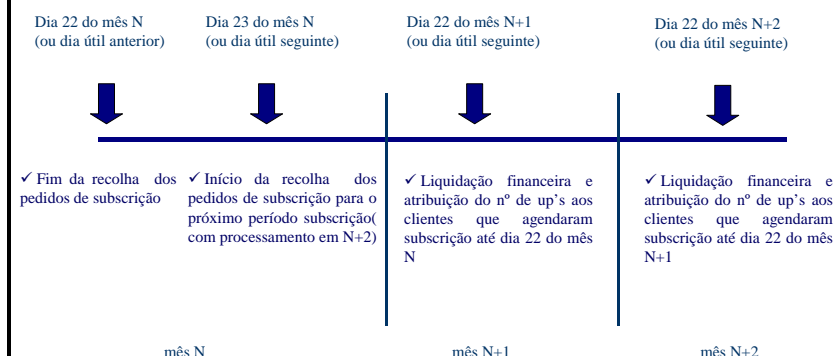 Dia 22 do mês N
(ou dia útil anterior)
Dia 23 do mês N
(ou dia útil seguinte)
Dia 22 do mês N+1
(ou dia útil seguinte)
Dia 22 do mês N+2
(ou dia útil seguinte)
✓ Fim da recolha dos
pedidos de subscrição
✓ Início da recolha dos
pedidos de subscrição para o
próximo período subscrição(
com processamento em N+2)
✓ Liquidação financeira e
atribuição do nº de up's aos
clientes que agendaram
subscrição até dia 22 do mês
N
✓ Liquidação financeira e
atribuição do nº de up's aos
clientes que agendaram
subscrição até dia 22 do mês
N+1
mês N
mês N+1
mês N+2